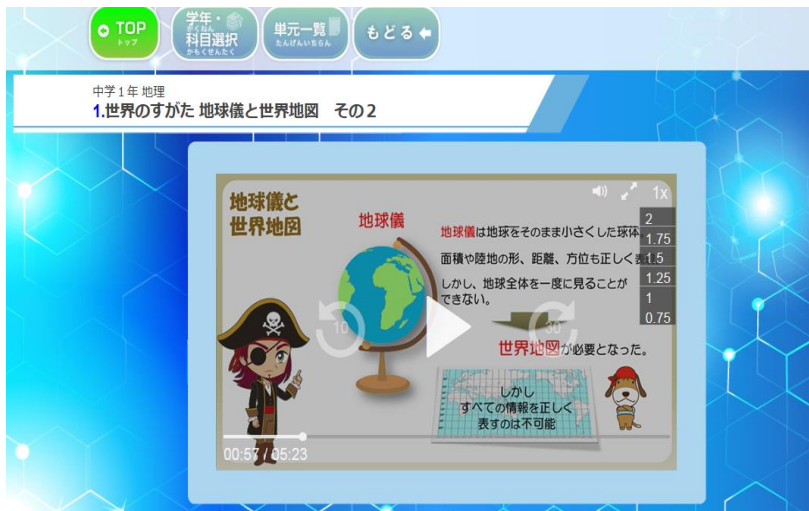 TOP
トップ
学年・
がくねん
科目選択
かもくせんたく
単元一覧
たんげんいちらん
もどる
中学1年 地理
1.世界のすがた 地球儀と世界地図 その2
地球儀と
世界地図
1x
2
1.75
1.5
1.25
1
0.75
地球儀
地球儀は地球をそのまま小さくした球体
面積や陸地の形、距離、方位も正しく表
しかし、地球全体を一度に見ることが
できない。
10
30
世界地図が必要となった。
しかし
すべての情報を正しく
表すのは不可能
00:57 / 05:23